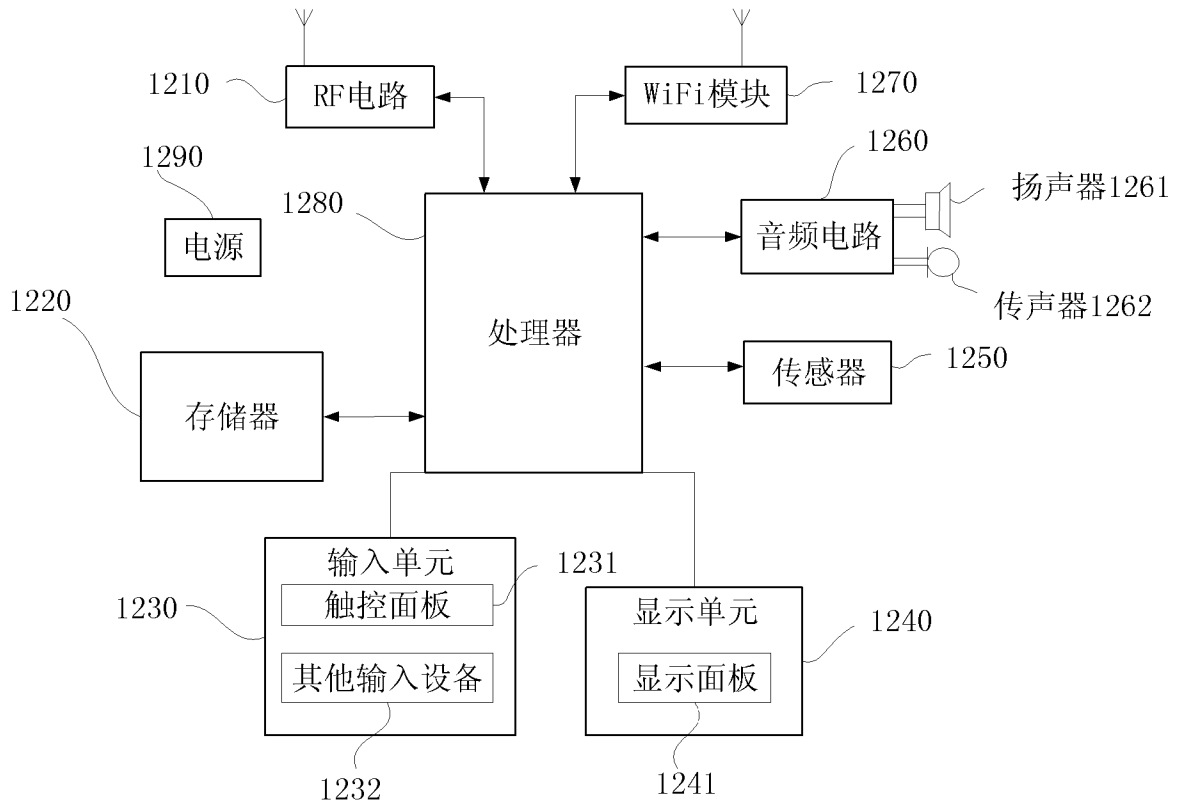 1210
RF电路
WiFi模块
1270
1290
电源
1280
1260
音频电路
扬声器1261
传声器1262
1220
存储器
处理器
传感器
1250
输入单元
1231
触控面板
1230
其他输入设备
1232
显示单元
1240
显示面板
1241